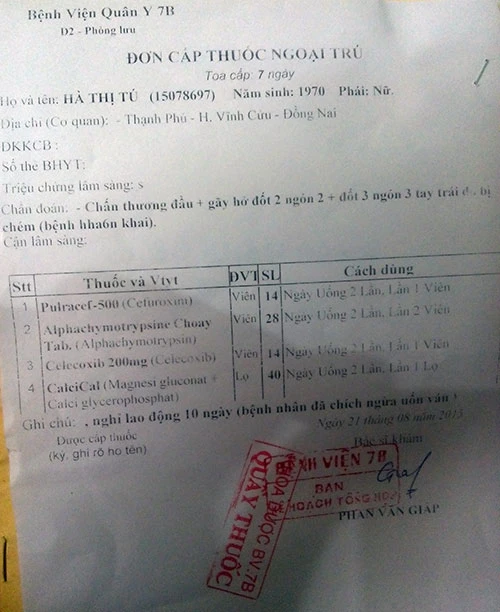 Bệnh Viện Quân Y 7B
D2 - Phòng lưu
ĐƠN CẤP THUỐC NGOẠI TRÚ
Toa cấp: 7 ngày
Họ và tên: HÀ THỊ TÚ (15078697) Năm sinh: 1970 Phái: Nữ.
Địa chỉ (Cơ quan): - Thạnh Phú - H. Vĩnh Cửu - Đồng Nai
ĐKKCB :
Số thẻ BHYT:
Triệu chứng lâm sàng: s
Chẩn đoán: - Chấn thương đầu + gãy hở đốt 2 ngón 2 + đốt 3 ngón 3 tay trái bị
chém (bệnh hha6n khai).
Cận lâm sàng:
Stt Thuốc và Vtyt ĐVT SL Cách dùng
1 Pulracef-500 (Cefuroxim) Viên 14 Ngày Uống 2 Lần, Lần 1 Viên
2 Alphachymotrypsine Choay Viên 28 Ngày Uống 2 Lần, Lần 2 Viên
Tab. (Alphachymotrypsin)
3 Celecoxib 200mg (Celecoxib) Viên 14 Ngày Uống 2 Lần, Lần 1 Viên
4 CalciCal (Magnesi gluconat + Lọ 40 Ngày Uống 2 Lần, Lần 1 Lọ
Calci glycerophosphat)
Ghi chú: , nghỉ lao động 10 ngày (bệnh nhân đã chích ngừa uốn ván )
Ngày 21 tháng 08 năm 2015
Được cấp thuốc Bác sĩ khám
(ký, ghi rõ họ tên)
BỆNH VIỆN 7B
BAN
HOẠCH TỔNG HỢP
KHOA DƯỢC BV.7B
QUẦY THUỐC
PHAN VĂN GIÁP